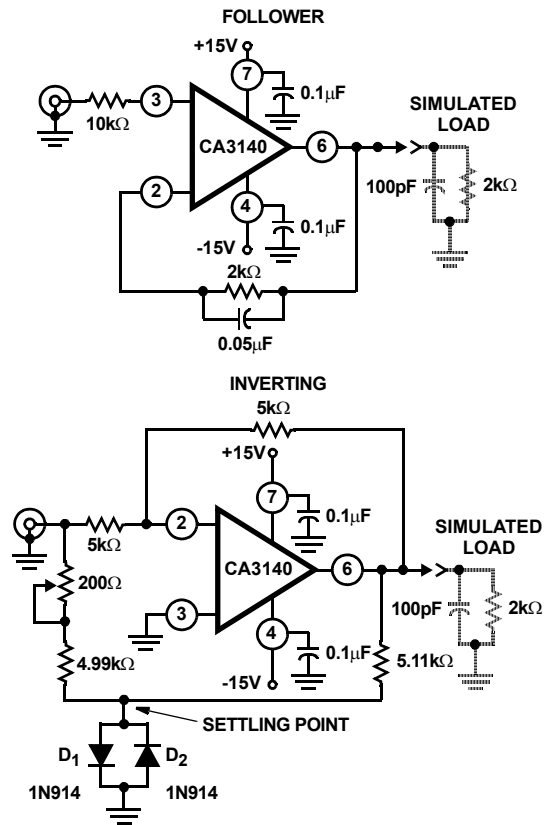 FOLLOWER
+15V
7
0.1μF
3
10kΩ
CA3140
6
SIMULATED
LOAD
100pF
2kΩ
2
4
0.1μF
-15V
2kΩ
0.05μF
INVERTING
5kΩ
+15V
7
0.1μF
2
5kΩ
CA3140
6
SIMULATED
LOAD
200Ω
3
100pF
2kΩ
4
0.1μF
4.99kΩ
5.11kΩ
-15V
SETTLING POINT
D1
D2
1N914
1N914